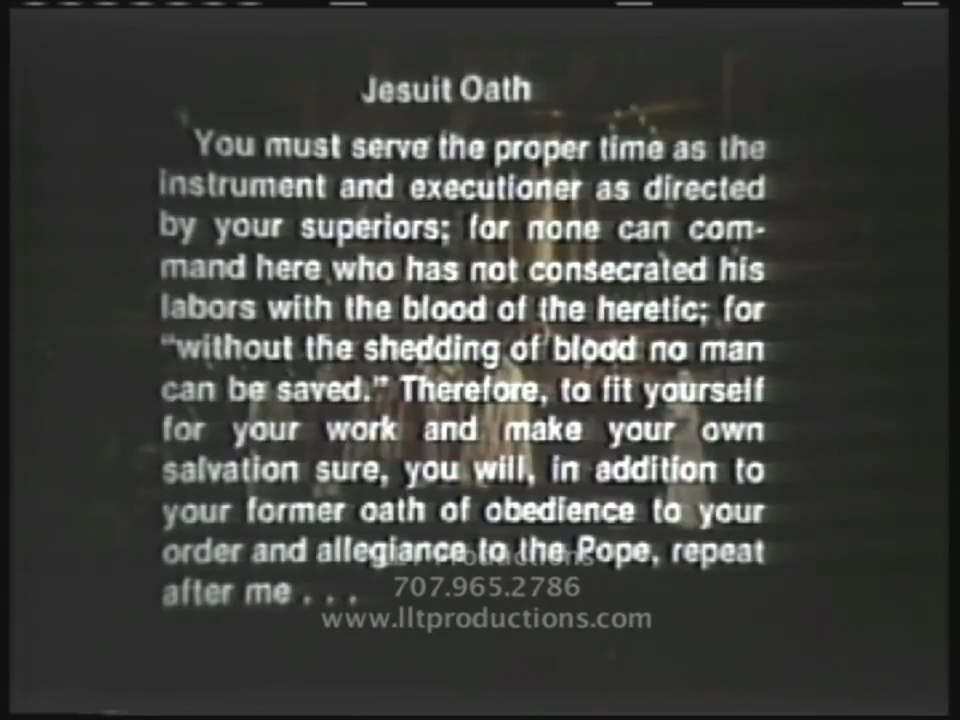 Jesuit Oath
You must serve the proper time as the
instrument and executioner as directed
by your superiors; for none can com-
mand here who has not consecrated his
labors with the blood of the heretic; for
"without the shedding of blood no man
can be saved." Therefore, to fit yourself
for your work and make your own
salvation sure, you will, in addition to
your former oath of obedience to your
order and allegiance to the Pope, repeat
after me . . .
Productions
707.965.2786
www.lltproductions.com